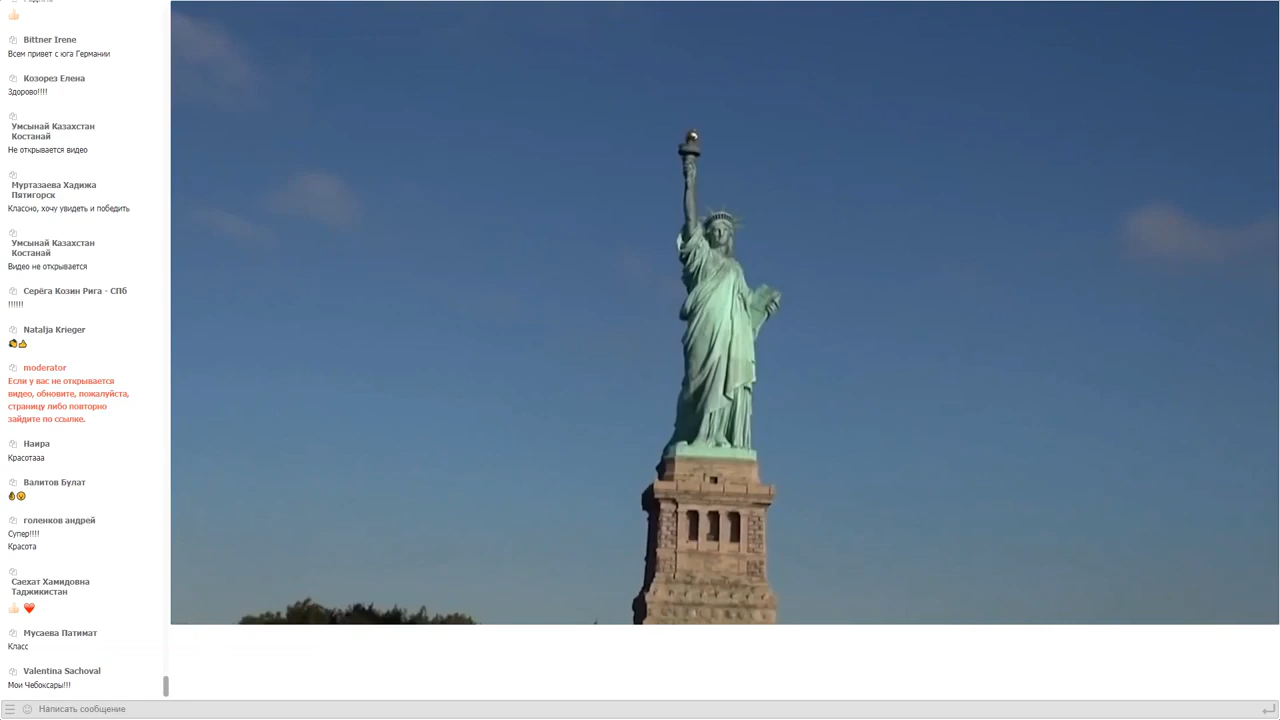 Bittner Irene
Всем привет с юга Германии
Козорез Елена
Здорово!!!!
Умсынай Казахстан
Костанай
Не открывается видео
Муртазаева Хадижа
Пятигорск
Классно, хочу увидеть и победить
Умсынай Казахстан
Костанай
Видео не открывается
Серёга Козин Рига - СПб
!!!!!!
Natalja Krieger
moderator
Если у вас не открывается
видео, обновите, пожалуйста,
страницу либо повторно
зайдите по ссылке.
Наира
Красотааа
Валитов Булат
голенков андрей
Супер!!!!
Красота
Саехат Хамидовна
Таджикистан
Мусаева Патимат
Класс
Valentina Sachoval
Мои Чебоксары!!!
Написать сообщение